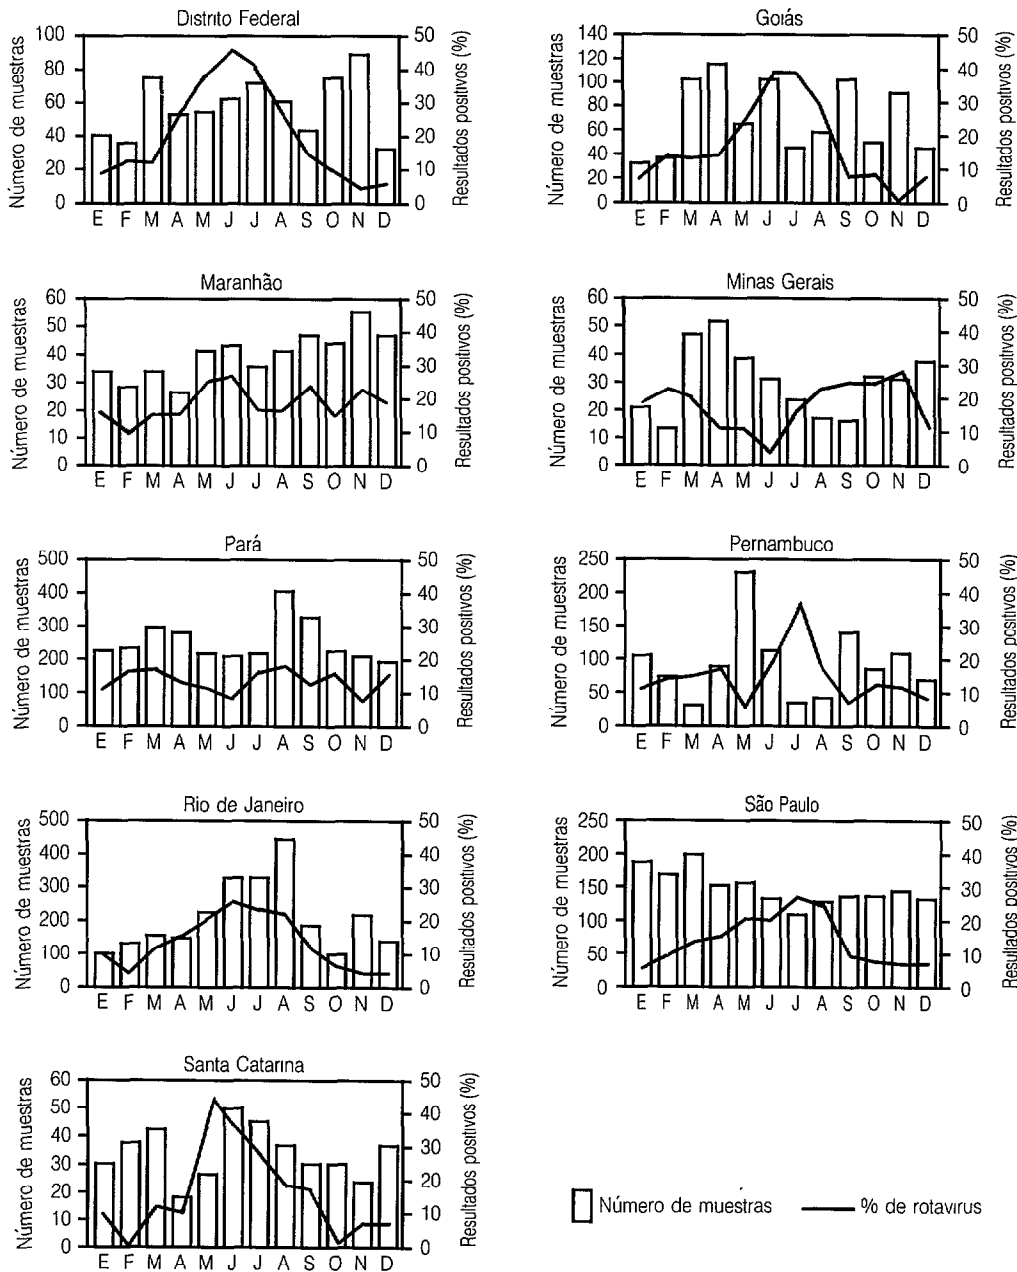 Distrito Federal
Número de muestras
100
80
60
40
20
0
50
40
30
20
10
0
Resultados positivos (%)
E F M A M J J A S O N D
Goiás
Número de muestras
140
120
100
80
60
40
20
0
50
40
30
20
10
0
Resultados positivos (%)
E F M A M J J A S O N D
Maranhão
Número de muestras
60
50
40
30
20
10
0
50
40
30
20
10
0
Resultados positivos (%)
E F M A M J J A S O N D
Minas Gerais
Número de muestras
60
50
40
30
20
10
0
50
40
30
20
10
0
Resultados positivos (%)
E F M A M J J A S O N D
Pará
Número de muestras
500
400
300
200
100
0
50
40
30
20
10
0
Resultados positivos (%)
E F M A M J J A S O N D
Pernambuco
Número de muestras
250
200
150
100
50
0
50
40
30
20
10
0
Resultados positivos (%)
E F M A M J J A S O N D
Rio de Janeiro
Número de muestras
500
400
300
200
100
0
50
40
30
20
10
0
Resultados positivos (%)
E F M A M J J A S O N D
São Paulo
Número de muestras
250
200
150
100
50
0
50
40
30
20
10
0
Resultados positivos (%)
E F M A M J J A S O N D
Santa Catarina
Número de muestras
60
50
40
30
20
10
0
50
40
30
20
10
0
Resultados positivos (%)
E F M A M J J A S O N D
Número de muestras
% de rotavirus